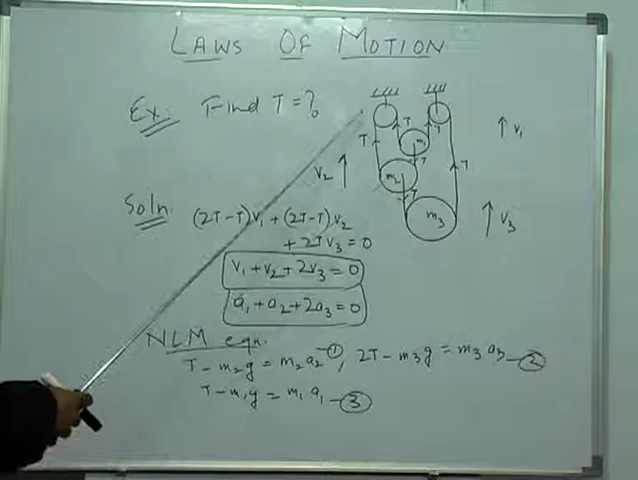 LAWS OF MOTION
Ex: Find T = ?
T T T T T T T
m1
m2
m3
↑ v1
v2 ↑
↑ v3
Soln (2T-T)v1 + (2T-T)v2
+ 2T v3 = 0
v1 + v2 + 2v3 = 0
a1 + a2 + 2a3 = 0
NLM eqn.
T - m2g = m2a2 —①, 2T - m3g = m3a3 —②
T - m1g = m1a1 —③